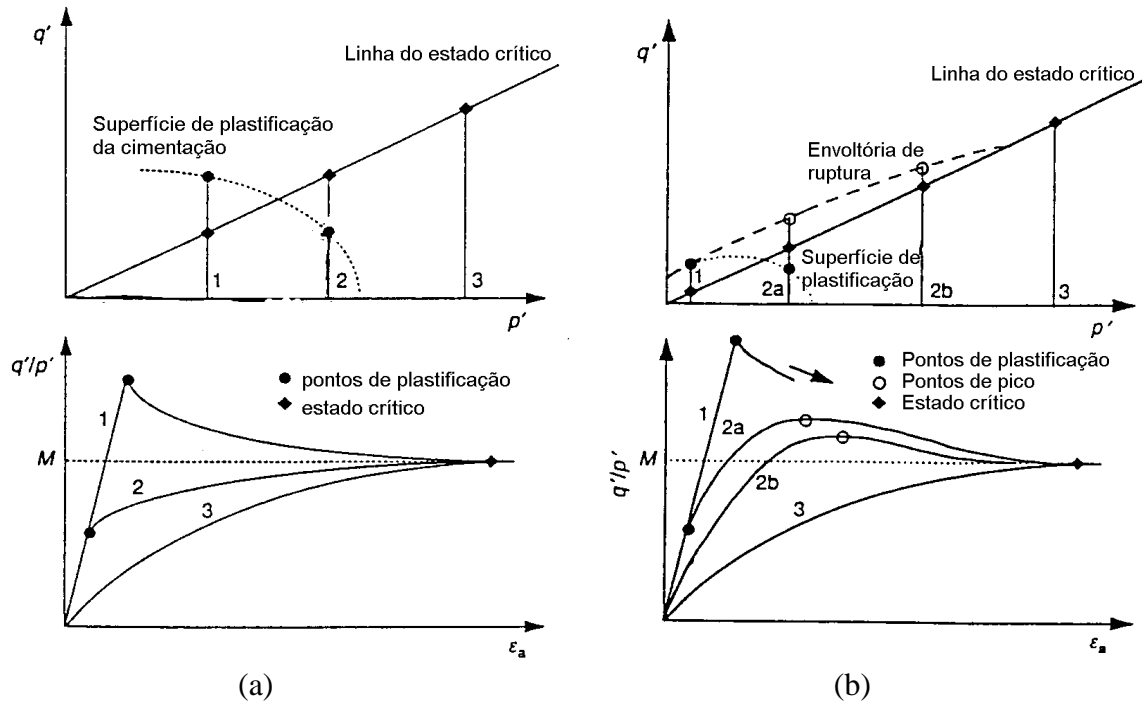 q'
Linha do estado crítico
Superfície de plastificação
da cimentação
1
2
3
p'
q'/p'
● pontos de plastificação
◆ estado crítico
1
M
2
3
εa
(a)
q'
Linha do estado crítico
Envoltória de
ruptura
Superfície de
plastificação
1
2a
2b
3
p'
q'/p'
● Pontos de plastificação
○ Pontos de pico
◆ Estado crítico
1
2a
M
2b
3
εa
(b)